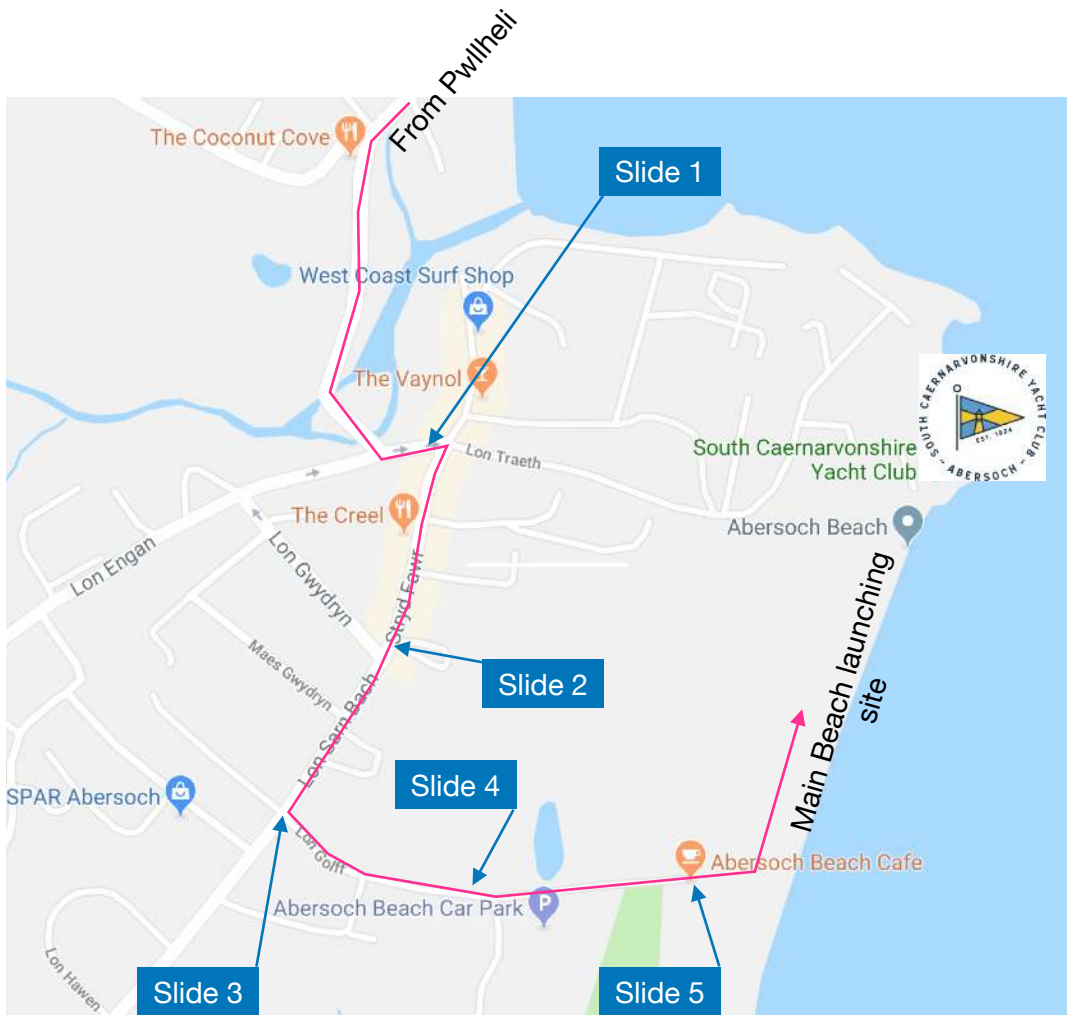 From Pwllheli
The Coconut Cove
Slide 1
West Coast Surf Shop
The Vaynol
SOUTH CAERNARVONSHIRE YACHT CLUB
EST. 1924
- ABERSOCH -
South Caernarvonshire
Yacht Club
Lon Traeth
The Creel
Abersoch Beach
Lon Engan
Lon Gwydryn
Stryd Fawr
Maes Gwydryn
Slide 2
Lon Sarn Bach
Main Beach launching
site
SPAR Abersoch
Slide 4
Lon Golff
Abersoch Beach Cafe
Abersoch Beach Car Park
P
Lon Hawen
Slide 3
Slide 5